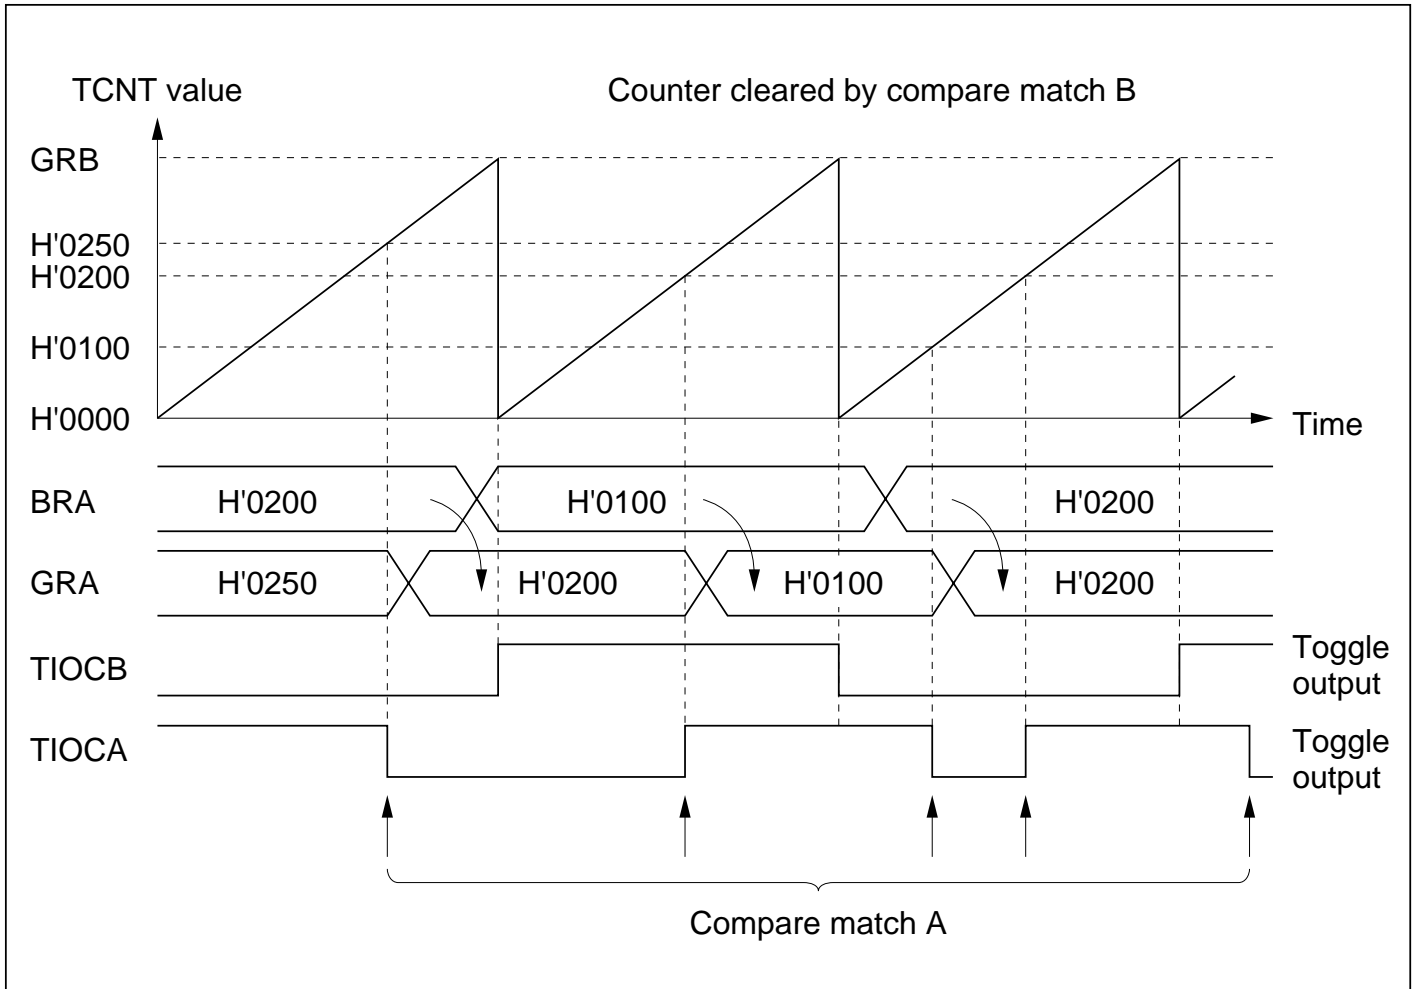 TCNT value
Counter cleared by compare match B
GRB
H'0250
H'0200
H'0100
H'0000
Time
BRA
H'0200
H'0100
H'0200
GRA
H'0250
H'0200
H'0100
H'0200
TIOCB
Toggle
output
TIOCA
Toggle
output
Compare match A